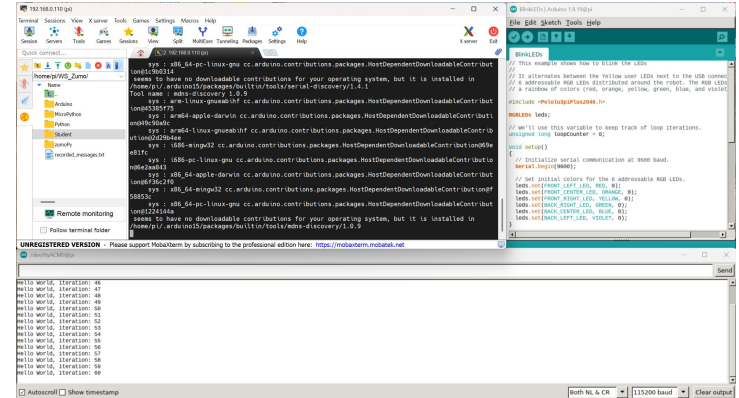 192.168.0.110 (pi)
Terminal Sessions View X server Tools Games Settings Macros Help
Session Servers Tools Games Sessions View Split MultiExec Tunneling Packages Settings Help X server Exit
Quick connect...
2. 192.168.0.110 (pi)
/home/pi/WS_Zumo/
Name
..
Arduino
MicroPython
Python
Student
zumoPy
recorded_messages.txt
Remote monitoring
Follow terminal folder
sys : x86_64-pc-linux-gnu cc.arduino.contributions.packages.HostDependentDownloadableContribut
ion@1c9b0314
seems to have no downloadable contributions for your operating system, but it is installed in
/home/pi/.arduino15/packages/builtin/tools/serial-discovery/1.4.1
Tool name : mdns-discovery 1.0.9
sys : arm-linux-gnueabihf cc.arduino.contributions.packages.HostDependentDownloadableContribut
ion@45385f75
sys : arm64-apple-darwin cc.arduino.contributions.packages.HostDependentDownloadableContribut
ion@49c90a9c
sys : arm64-linux-gnueabihf cc.arduino.contributions.packages.HostDependentDownloadableContrib
ution@2d29b4ee
sys : i686-mingw32 cc.arduino.contributions.packages.HostDependentDownloadableContribution@69e
e81fc
sys : i686-pc-linux-gnu cc.arduino.contributions.packages.HostDependentDownloadableContributio
n@6e2aa843
sys : x86_64-apple-darwin cc.arduino.contributions.packages.HostDependentDownloadableContribut
ion@6f36c2f0
sys : x86_64-mingw32 cc.arduino.contributions.packages.HostDependentDownloadableContribution@f
58853c
sys : x86_64-pc-linux-gnu cc.arduino.contributions.packages.HostDependentDownloadableContribut
ion@1224144a
seems to have no downloadable contributions for your operating system, but it is installed in
/home/pi/.arduino15/packages/builtin/tools/mdns-discovery/1.0.9
UNREGISTERED VERSION - Please support MobaXterm by subscribing to the professional edition here: https://mobaxterm.mobatek.net
BlinkLEDs | Arduino 1.8.19@pi
File Edit Sketch Tools Help
BlinkLEDs
// This example shows how to blink the LEDs
//
// It alternates between the Yellow user LEDs next to the USB connec
// 6 addressable RGB LEDs distributed around the robot. The RGB LEDs
// a rainbow of colors (red, orange, yellow, green, blue, and violet
#include <Pololu3piPlus2040.h>
RGBLEDs leds;
// we'll use this variable to keep track of loop iterations.
unsigned long loopCounter = 0;
void setup()
{
// Initialize serial communication at 9600 baud.
Serial.begin(9600);
// Set initial colors for the 6 addressable RGB LEDs.
leds.set(FRONT_LEFT_LED, RED, 0);
leds.set(FRONT_CENTER_LED, ORANGE, 0);
leds.set(FRONT_RIGHT_LED, YELLOW, 0);
leds.set(BACK_RIGHT_LED, GREEN, 0);
leds.set(BACK_CENTER_LED, BLUE, 0);
leds.set(BACK_LEFT_LED, VIOLET, 0);
}
/dev/ttyACM0@pi
Send
Hello World, iteration: 46
Hello World, iteration: 47
Hello World, iteration: 48
Hello World, iteration: 49
Hello World, iteration: 50
Hello World, iteration: 51
Hello World, iteration: 52
Hello World, iteration: 53
Hello World, iteration: 54
Hello World, iteration: 55
Hello World, iteration: 56
Hello World, iteration: 57
Hello World, iteration: 58
Hello World, iteration: 59
Hello World, iteration: 60
Autoscroll Show timestamp Both NL & CR 115200 baud Clear output